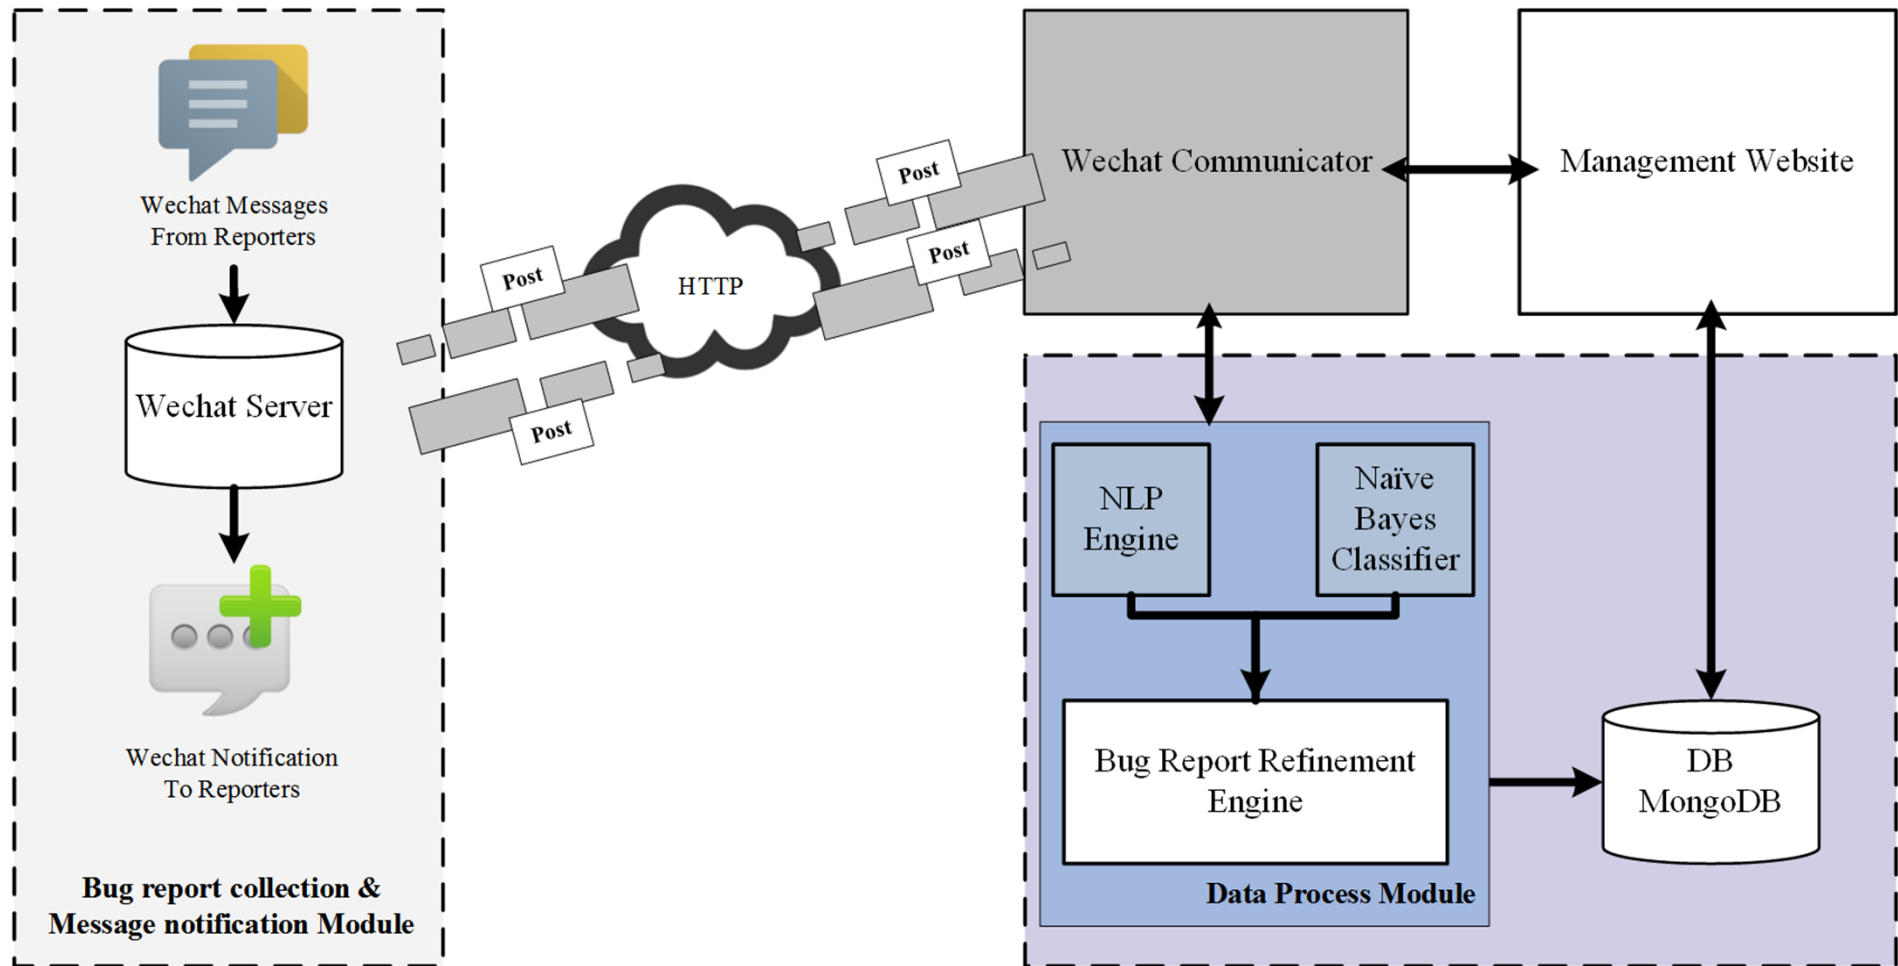 Wechat Messages
From Reporters
Wechat Server
Wechat Notification
To Reporters
Bug report collection &
Message notification Module
Post
Post
HTTP
Post
Post
Wechat Communicator
Management Website
NLP
Engine
Naïve
Bayes
Classifier
Bug Report Refinement
Engine
Data Process Module
DB
MongoDB